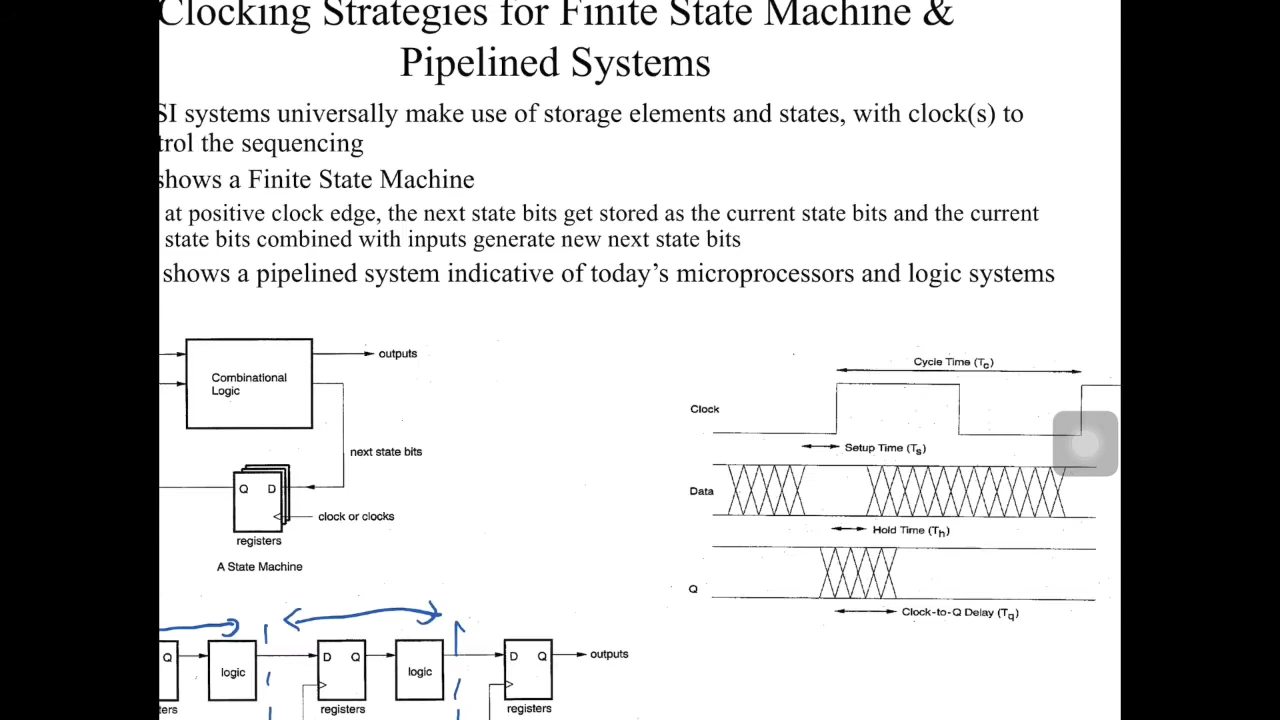 Clocking Strategies for Finite State Machine &
Pipelined Systems
SI systems universally make use of storage elements and states, with clock(s) to
trol the sequencing
shows a Finite State Machine
at positive clock edge, the next state bits get stored as the current state bits and the current
state bits combined with inputs generate new next state bits
shows a pipelined system indicative of today's microprocessors and logic systems
outputs
Combinational
Logic
next state bits
Q D
clock or clocks
registers
A State Machine
Cycle Time (Tc)
Clock
Setup Time (Ts)
Data
Hold Time (Th)
Q
Clock-to-Q Delay (Tq)
Q logic D Q logic D Q outputs
ters registers registers